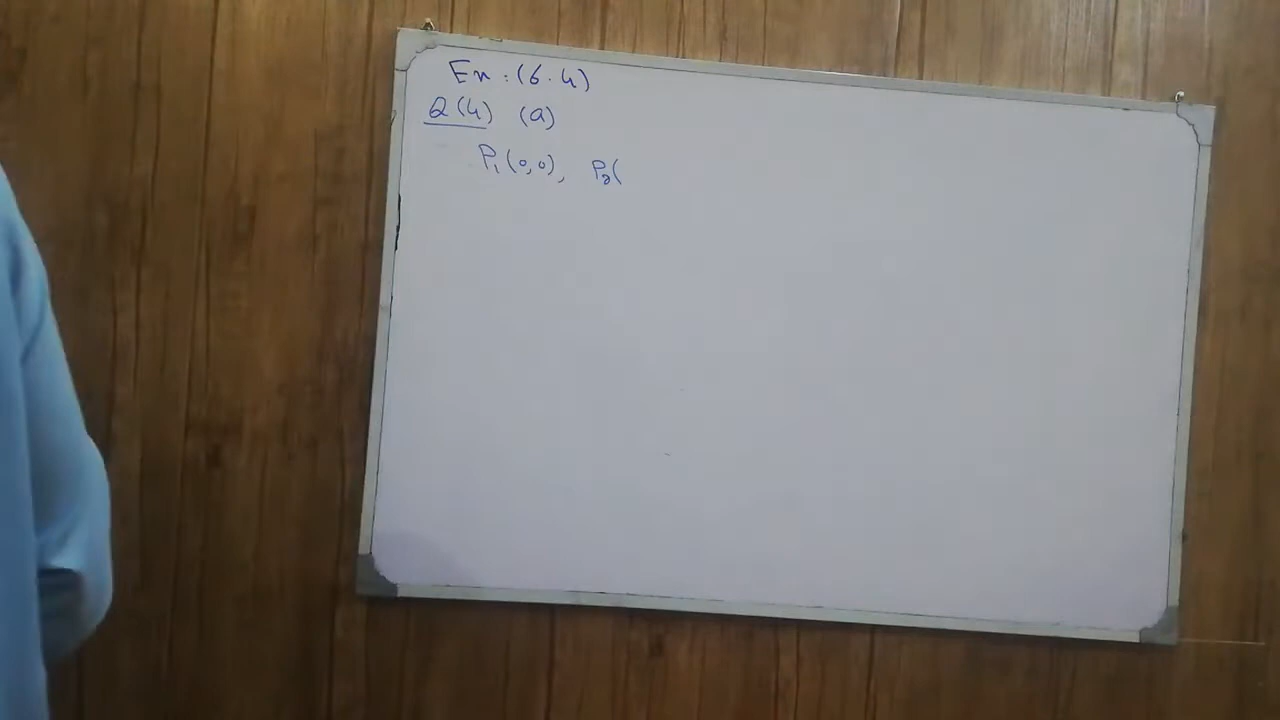 Ex : (6.4)
Q(4) (a)
P₁(0,0), P₂(